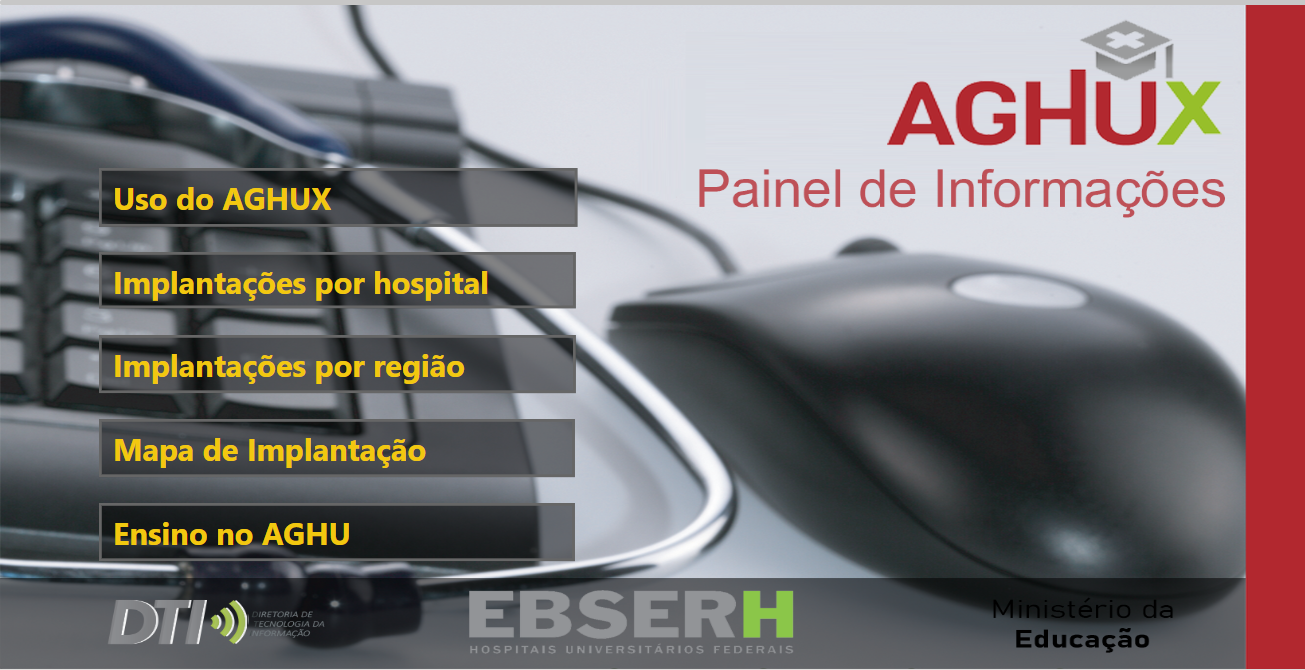 AGHUX
Painel de Informações
Uso do AGHUX
Implantações por hospital
Implantações por região
Mapa de Implantação
Ensino no AGHU
DTI
DIRETORIA DE
TECNOLOGIA DA
INFORMAÇÃO
EBSERH
HOSPITAIS UNIVERSITÁRIOS FEDERAIS
Ministério da
Educação